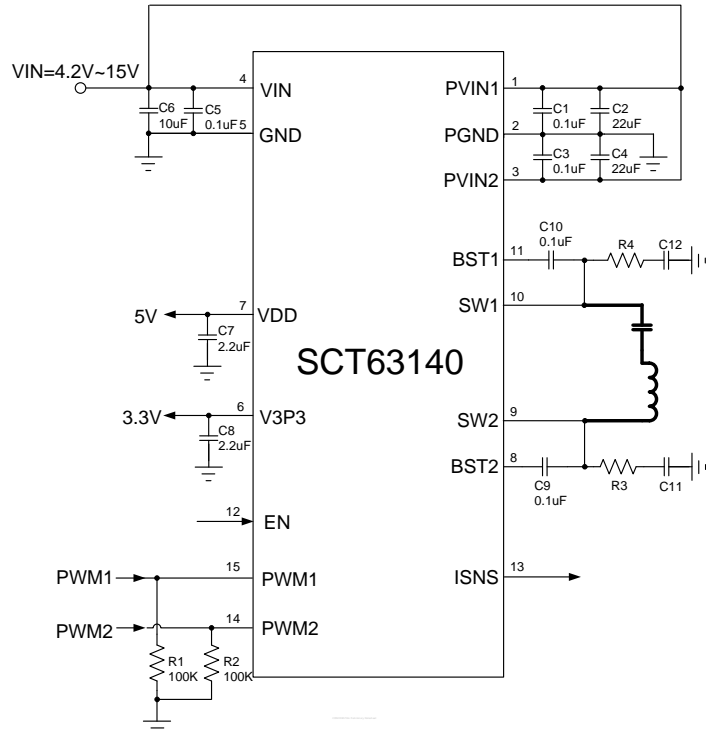 VIN=4.2V~15V
4
VIN
C6
10uF
C5
0.1uF
5
GND
PVIN1
1
C1
0.1uF
C2
22uF
PGND
2
C3
0.1uF
C4
22uF
PVIN2
3
C10
0.1uF
BST1
11
R4
C12
SW1
10
5V
7
VDD
C7
2.2uF
SCT63140
3.3V
6
V3P3
C8
2.2uF
SW2
9
BST2
8
C9
0.1uF
R3
C11
12
EN
PWM1
15
PWM1
ISNS
13
PWM2
14
PWM2
R1
100K
R2
100K